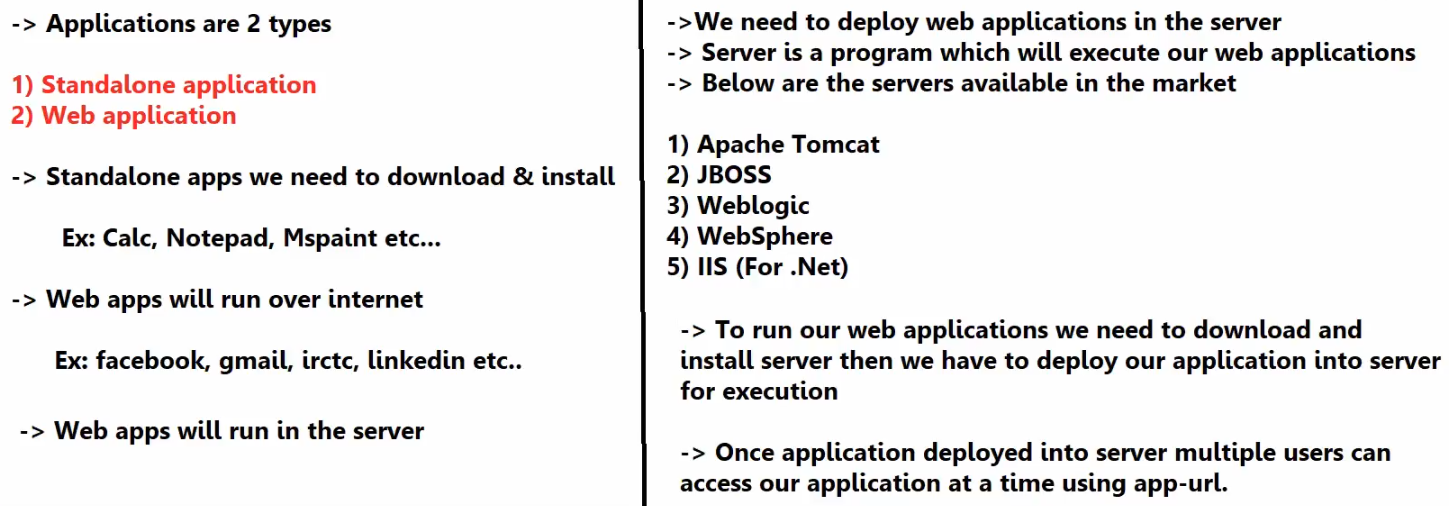 -> Applications are 2 types
1) Standalone application
2) Web application
-> Standalone apps we need to download & install
Ex: Calc, Notepad, Mspaint etc...
-> Web apps will run over internet
Ex: facebook, gmail, irctc, linkedin etc..
-> Web apps will run in the server
->We need to deploy web applications in the server
-> Server is a program which will execute our web applications
-> Below are the servers available in the market
1) Apache Tomcat
2) JBOSS
3) Weblogic
4) WebSphere
5) IIS (For .Net)
-> To run our web applications we need to download and
install server then we have to deploy our application into server
for execution
-> Once application deployed into server multiple users can
access our application at a time using app-url.